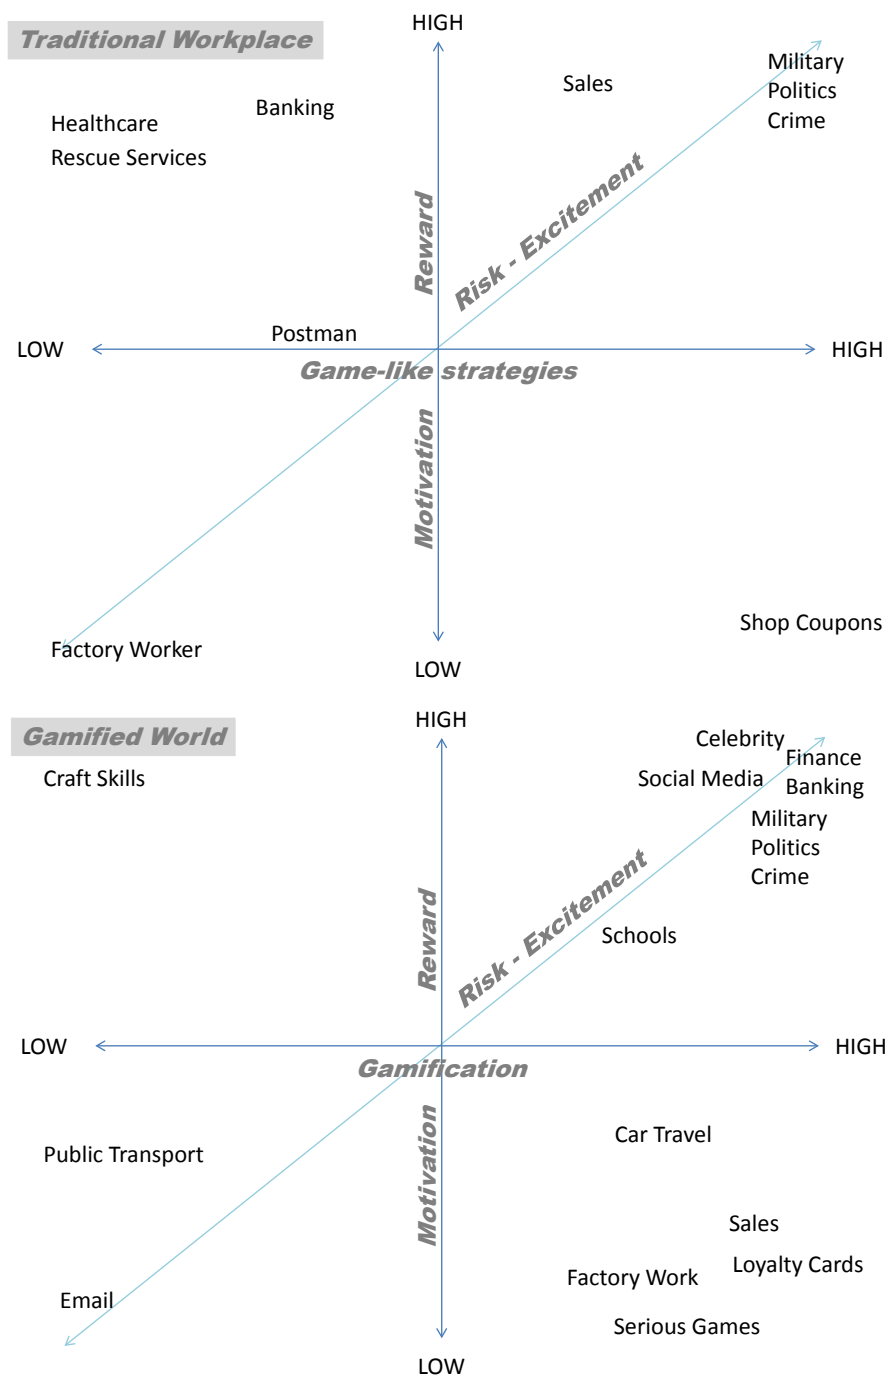 HIGH
Traditional Workplace
Military
Sales
Politics
Banking
Healthcare
Crime
Rescue Services
Reward
Risk - Excitement
Postman
LOW
HIGH
Game-like strategies
Motivation
Shop Coupons
Factory Worker
LOW
HIGH
Gamified World
Celebrity
Finance
Craft Skills
Social Media
Banking
Military
Politics
Crime
Reward
Risk - Excitement
Schools
LOW
HIGH
Gamification
Motivation
Car Travel
Public Transport
Sales
Loyalty Cards
Factory Work
Email
Serious Games
LOW